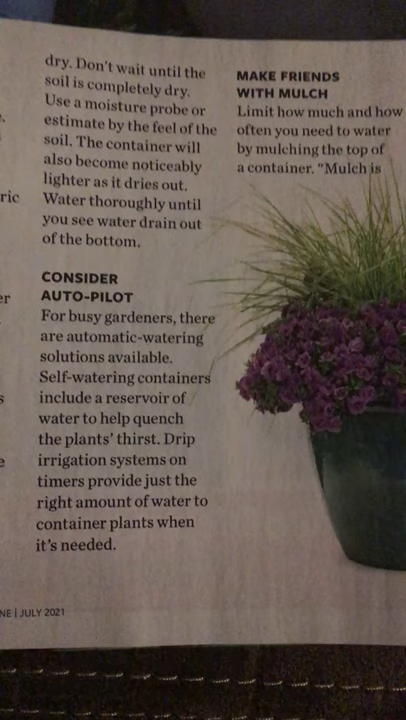 dry. Don't wait until the
soil is completely dry.
Use a moisture probe or
estimate by the feel of the
soil. The container will
also become noticeably
lighter as it dries out.
Water thoroughly until
you see water drain out
of the bottom.
CONSIDER
AUTO-PILOT
For busy gardeners, there
are automatic-watering
solutions available.
Self-watering containers
include a reservoir of
water to help quench
the plants' thirst. Drip
irrigation systems on
timers provide just the
right amount of water to
container plants when
it's needed.
MAKE FRIENDS
WITH MULCH
Limit how much and how
often you need to water
by mulching the top of
a container. "Mulch is
NE | JULY 2021